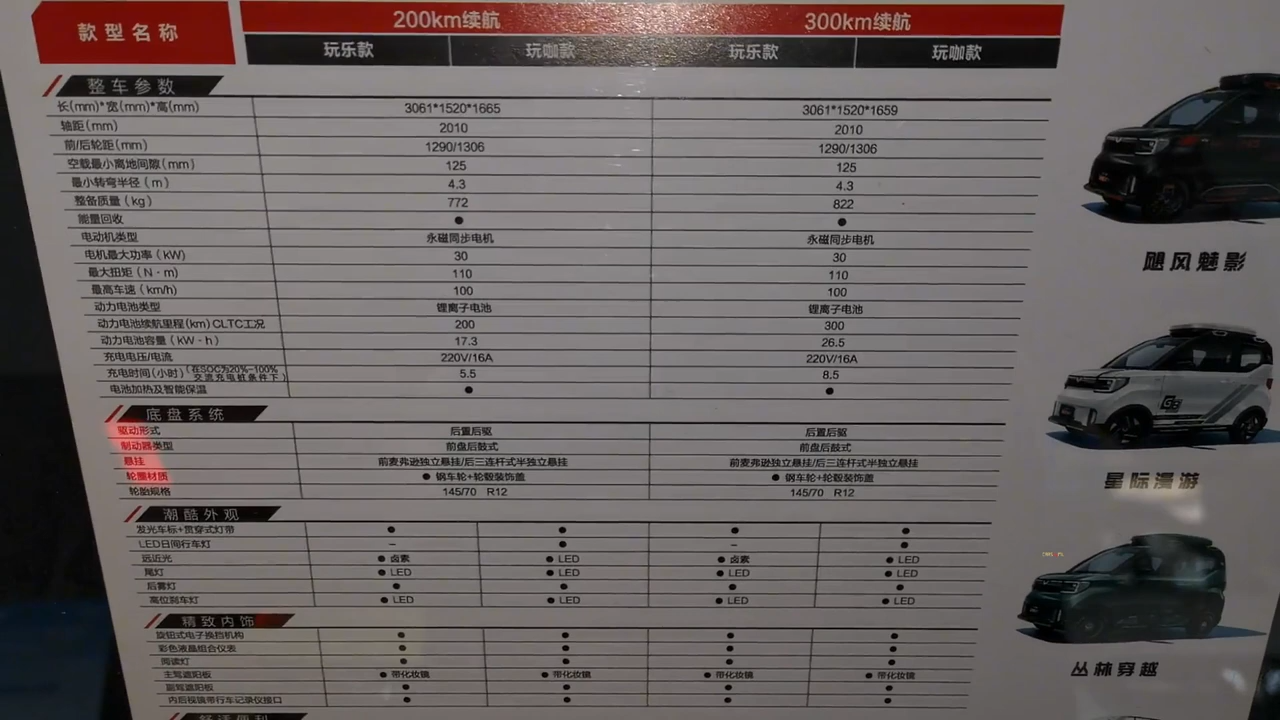 款型名称 200km续航 300km续航
玩乐款 玩咖款 玩乐款 玩咖款
整车参数
长(mm)*宽(mm)*高(mm) 3061*1520*1665 3061*1520*1659
轴距(mm) 2010 2010
前/后轮距(mm) 1290/1306 1290/1306
空载最小离地间隙(mm) 125 125
最小转弯半径(m) 4.3 4.3
整备质量(kg) 772 822
能量回收 ● ●
电动机类型 永磁同步电机 永磁同步电机
电机最大功率(kW) 30 30
最大扭矩(N·m) 110 110
最高车速(km/h) 100 100
动力电池类型 锂离子电池 锂离子电池
动力电池续航里程(km) CLTC工况 200 300
动力电池容量(kW·h) 17.3 26.5
充电电压/电流 220V/16A 220V/16A
充电时间(小时)(在SOC为20%~100%交流充电桩条件下) 5.5 8.5
电池加热及智能保温 ● ●
底盘系统
驱动形式 后置后驱 后置后驱
制动器类型 前盘后鼓式 前盘后鼓式
悬挂 前麦弗逊独立悬挂/后三连杆式半独立悬挂 前麦弗逊独立悬挂/后三连杆式半独立悬挂
轮圈材质 ● 钢车轮+轮毂装饰盖 ● 钢车轮+轮毂装饰盖
轮胎规格 145/70 R12 145/70 R12
潮酷外观
发光车标+贯穿式灯带 ● ● ● ●
LED日间行车灯 – ● – ●
远近光 ● 卤素 ● LED ● 卤素 ● LED
尾灯 ● LED ● LED ● LED ● LED
后雾灯 ● ● ● ●
高位刹车灯 ● LED ● LED ● LED ● LED
精致内饰
旋钮式电子换挡机构 ● ● ● ●
彩色液晶组合仪表 ● ● ● ●
阅读灯 ● ● ● ●
主驾遮阳板 ● 带化妆镜 ● 带化妆镜 ● 带化妆镜 ● 带化妆镜
副驾遮阳板 ● ● ● ●
内后视镜带行车记录仪接口 ● ● ● ●
舒适便利
飓风魅影
星际漫游
丛林穿越